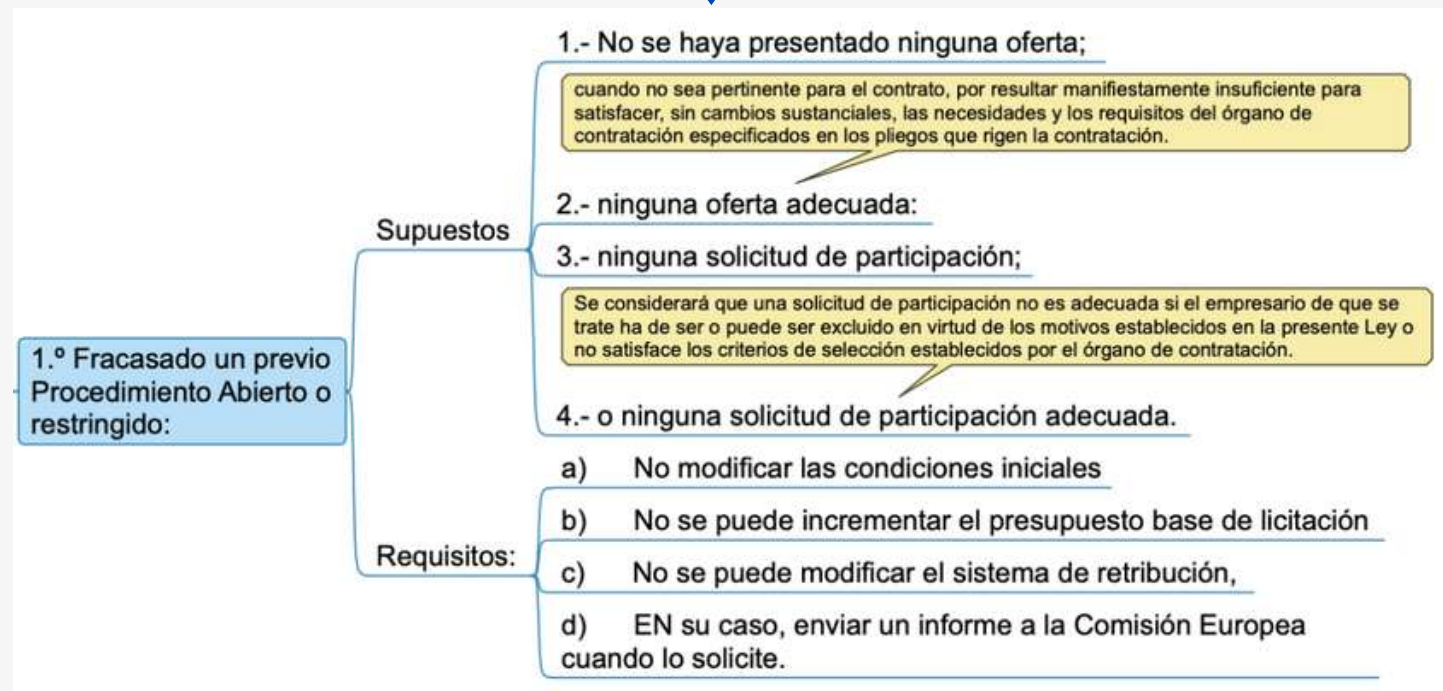 1.- No se haya presentado ninguna oferta;
cuando no sea pertinente para el contrato, por resultar manifiestamente insuficiente para
satisfacer, sin cambios sustanciales, las necesidades y los requisitos del órgano de
contratación especificados en los pliegos que rigen la contratación.
2.- ninguna oferta adecuada:
Supuestos
3.- ninguna solicitud de participación;
Se considerará que una solicitud de participación no es adecuada si el empresario de que se
trate ha de ser o puede ser excluido en virtud de los motivos establecidos en la presente Ley o
no satisface los criterios de selección establecidos por el órgano de contratación.
1.º Fracasado un previo
Procedimiento Abierto o
restringido:
4.- o ninguna solicitud de participación adecuada.
a) No modificar las condiciones iniciales
b) No se puede incrementar el presupuesto base de licitación
Requisitos:
c) No se puede modificar el sistema de retribución,
d) EN su caso, enviar un informe a la Comisión Europea
cuando lo solicite.